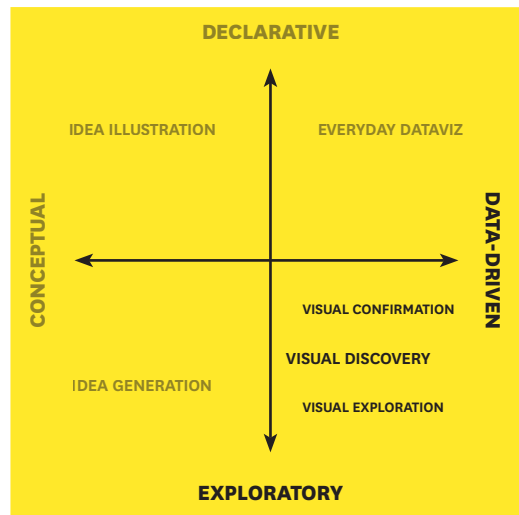 DECLARATIVE
IDEA ILLUSTRATION
EVERYDAY DATAVIZ
CONCEPTUAL
DATA-DRIVEN
VISUAL CONFIRMATION
VISUAL DISCOVERY
IDEA GENERATION
VISUAL EXPLORATION
EXPLORATORY